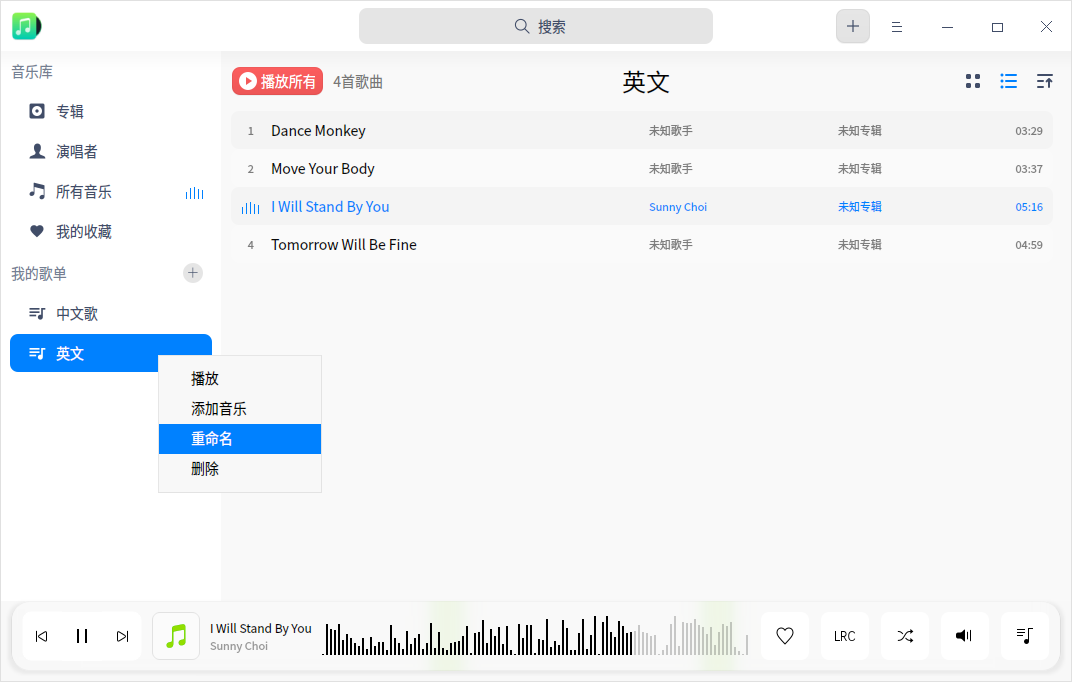 搜索
音乐库
专辑
演唱者
所有音乐
我的收藏
我的歌单
中文歌
英文
播放
添加音乐
重命名
删除
播放所有 4首歌曲 英文
1 Dance Monkey 未知歌手 未知专辑 03:29
2 Move Your Body 未知歌手 未知专辑 03:37
I Will Stand By You Sunny Choi 未知专辑 05:16
4 Tomorrow Will Be Fine 未知歌手 未知专辑 04:59
I Will Stand By You
Sunny Choi
LRC